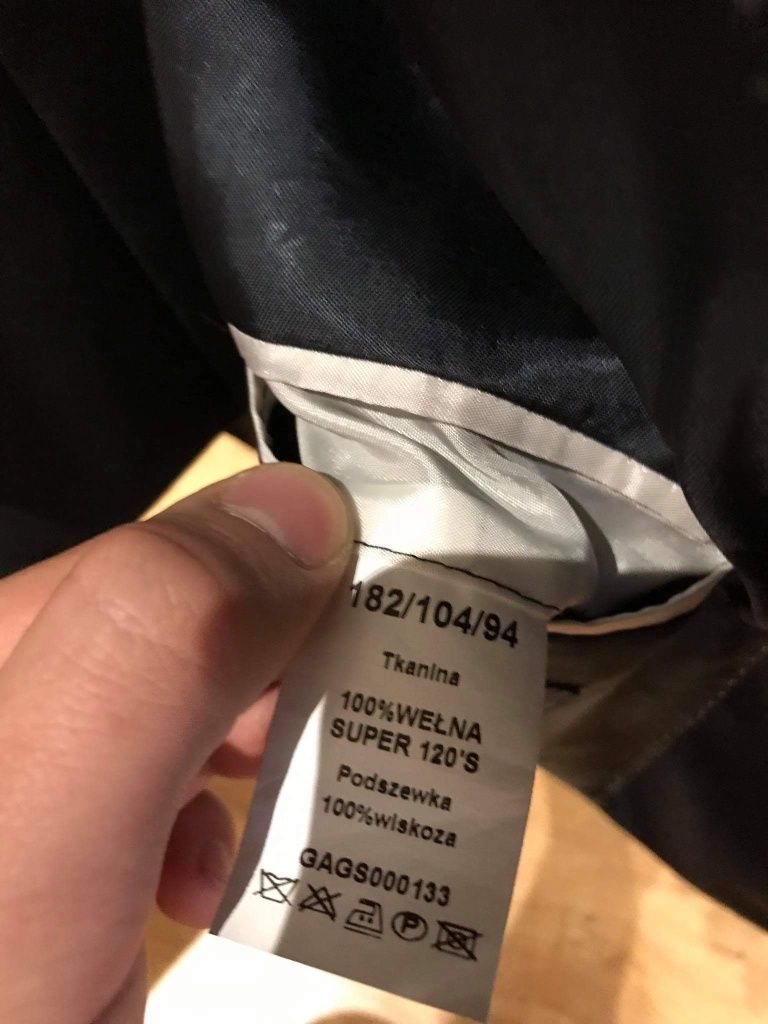 182/104/94
Tkanina
100%WEŁNA
SUPER 120'S
Podszewka
100%wiskoza
GAGS000133
P